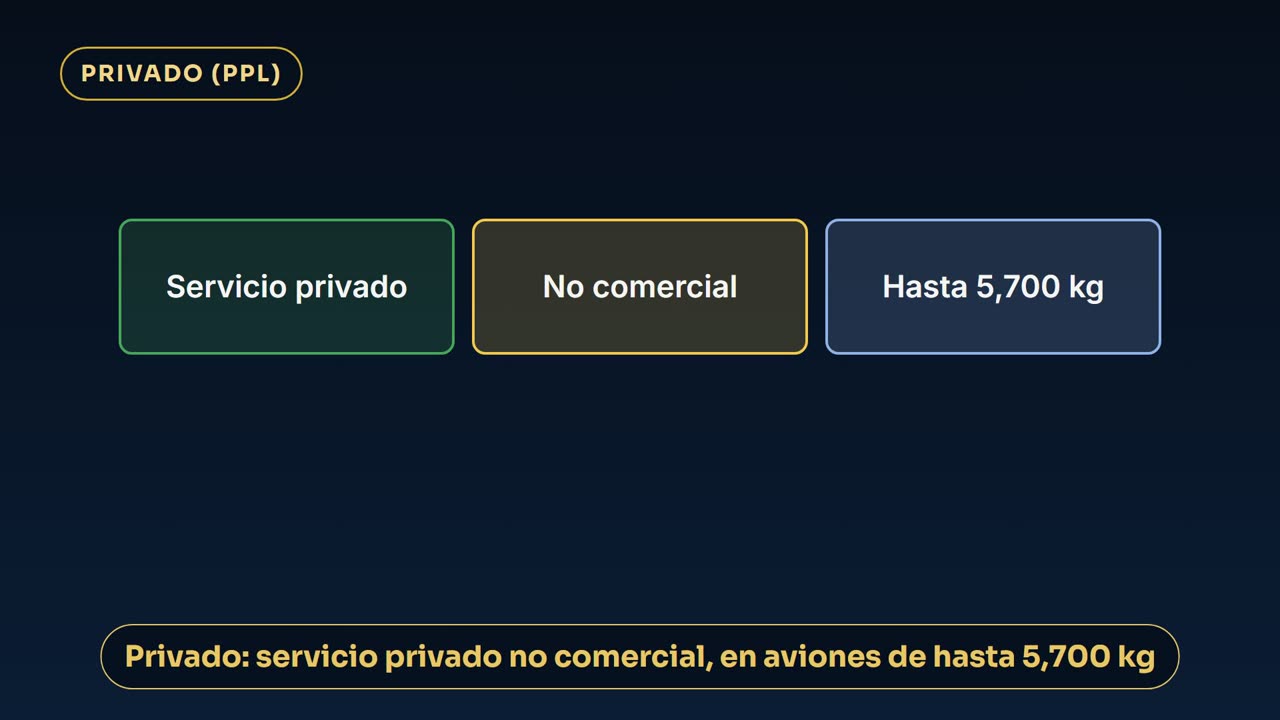 PRIVADO (PPL)
Servicio privado
No comercial
Hasta 5,700 kg
Privado: servicio privado no comercial, en aviones de hasta 5,700 kg